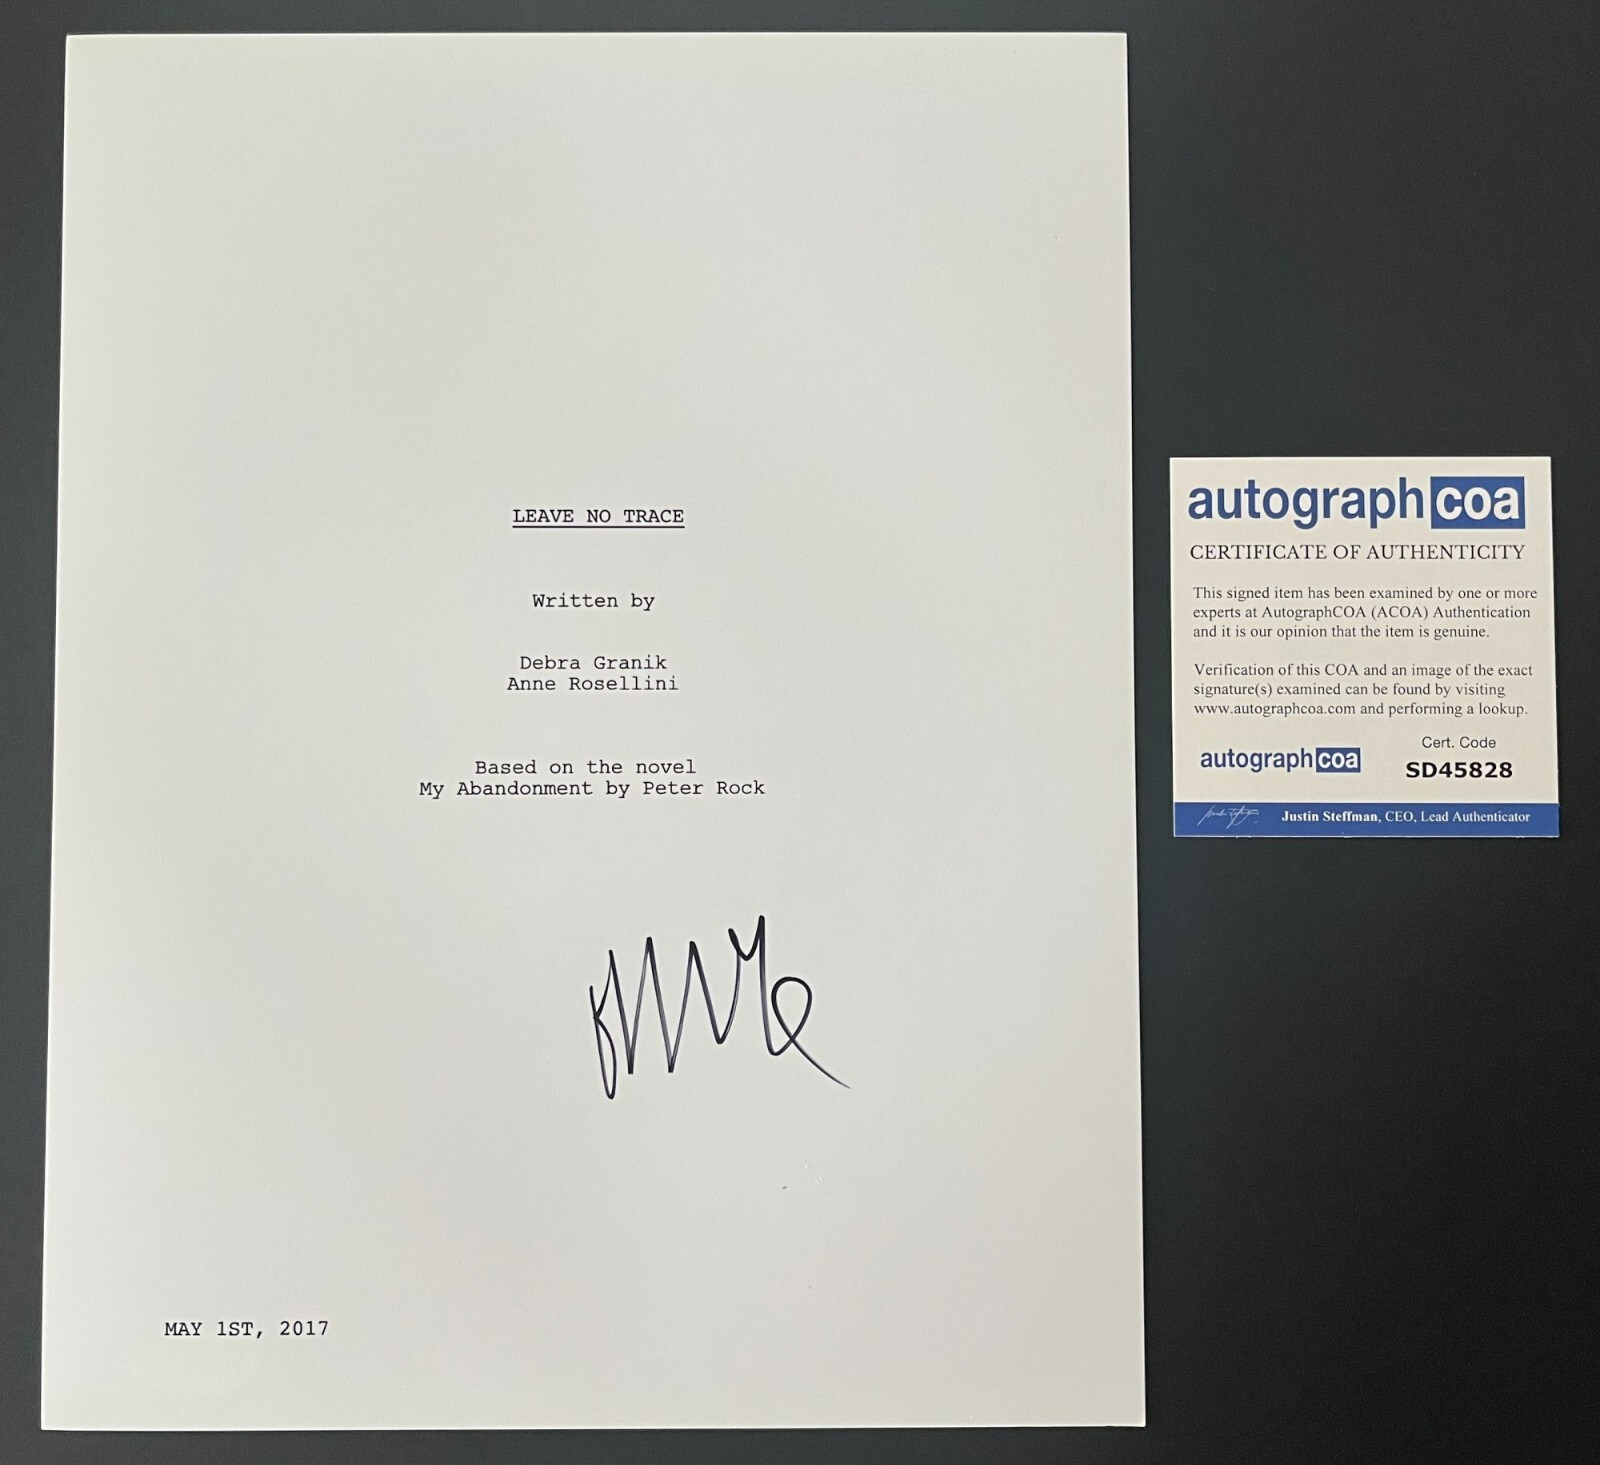 LEAVE NO TRACE
Written by
Debra Granik
Anne Rosellini
Based on the novel
My Abandonment by Peter Rock
MAY 1ST, 2017
autograph coa
CERTIFICATE OF AUTHENTICITY
This signed item has been examined by one or more
experts at AutographCOA (ACOA) Authentication
and it is our opinion that the item is genuine.
Verification of this COA and an image of the exact
signature(s) examined can be found by visiting
www.autographcoa.com and performing a lookup.
Cert. Code
autograph coa SD45828
Justin Steffman, CEO, Lead Authenticator